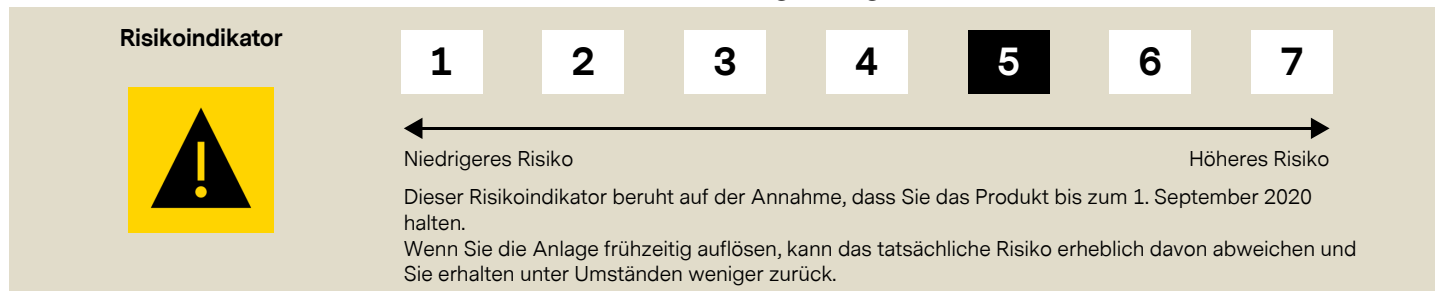 Risikoindikator
1 2 3 4 5 6 7
Niedrigeres Risiko Höheres Risiko
Dieser Risikoindikator beruht auf der Annahme, dass Sie das Produkt bis zum 1. September 2020
halten.
Wenn Sie die Anlage frühzeitig auflösen, kann das tatsächliche Risiko erheblich davon abweichen und
Sie erhalten unter Umständen weniger zurück.